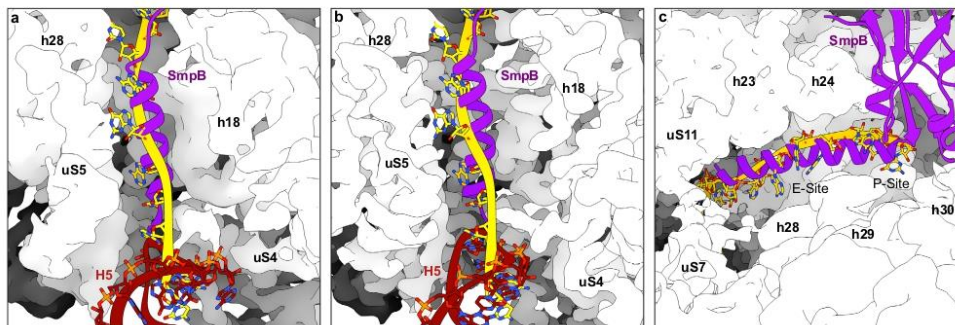 a
h28
SmpB
h18
uS5
uS4
H5
b
h28
SmpB
h18
uS5
H5
uS4
c
SmpB
h23
h24
uS11
E-Site
P-Site
h30
h28
h29
uS7